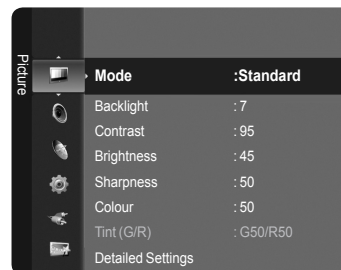 Picture
Mode :Standard
Backlight : 7
Contrast : 95
Brightness : 45
Sharpness : 50
Colour : 50
Tint (G/R) : G50/R50
Detailed Settings